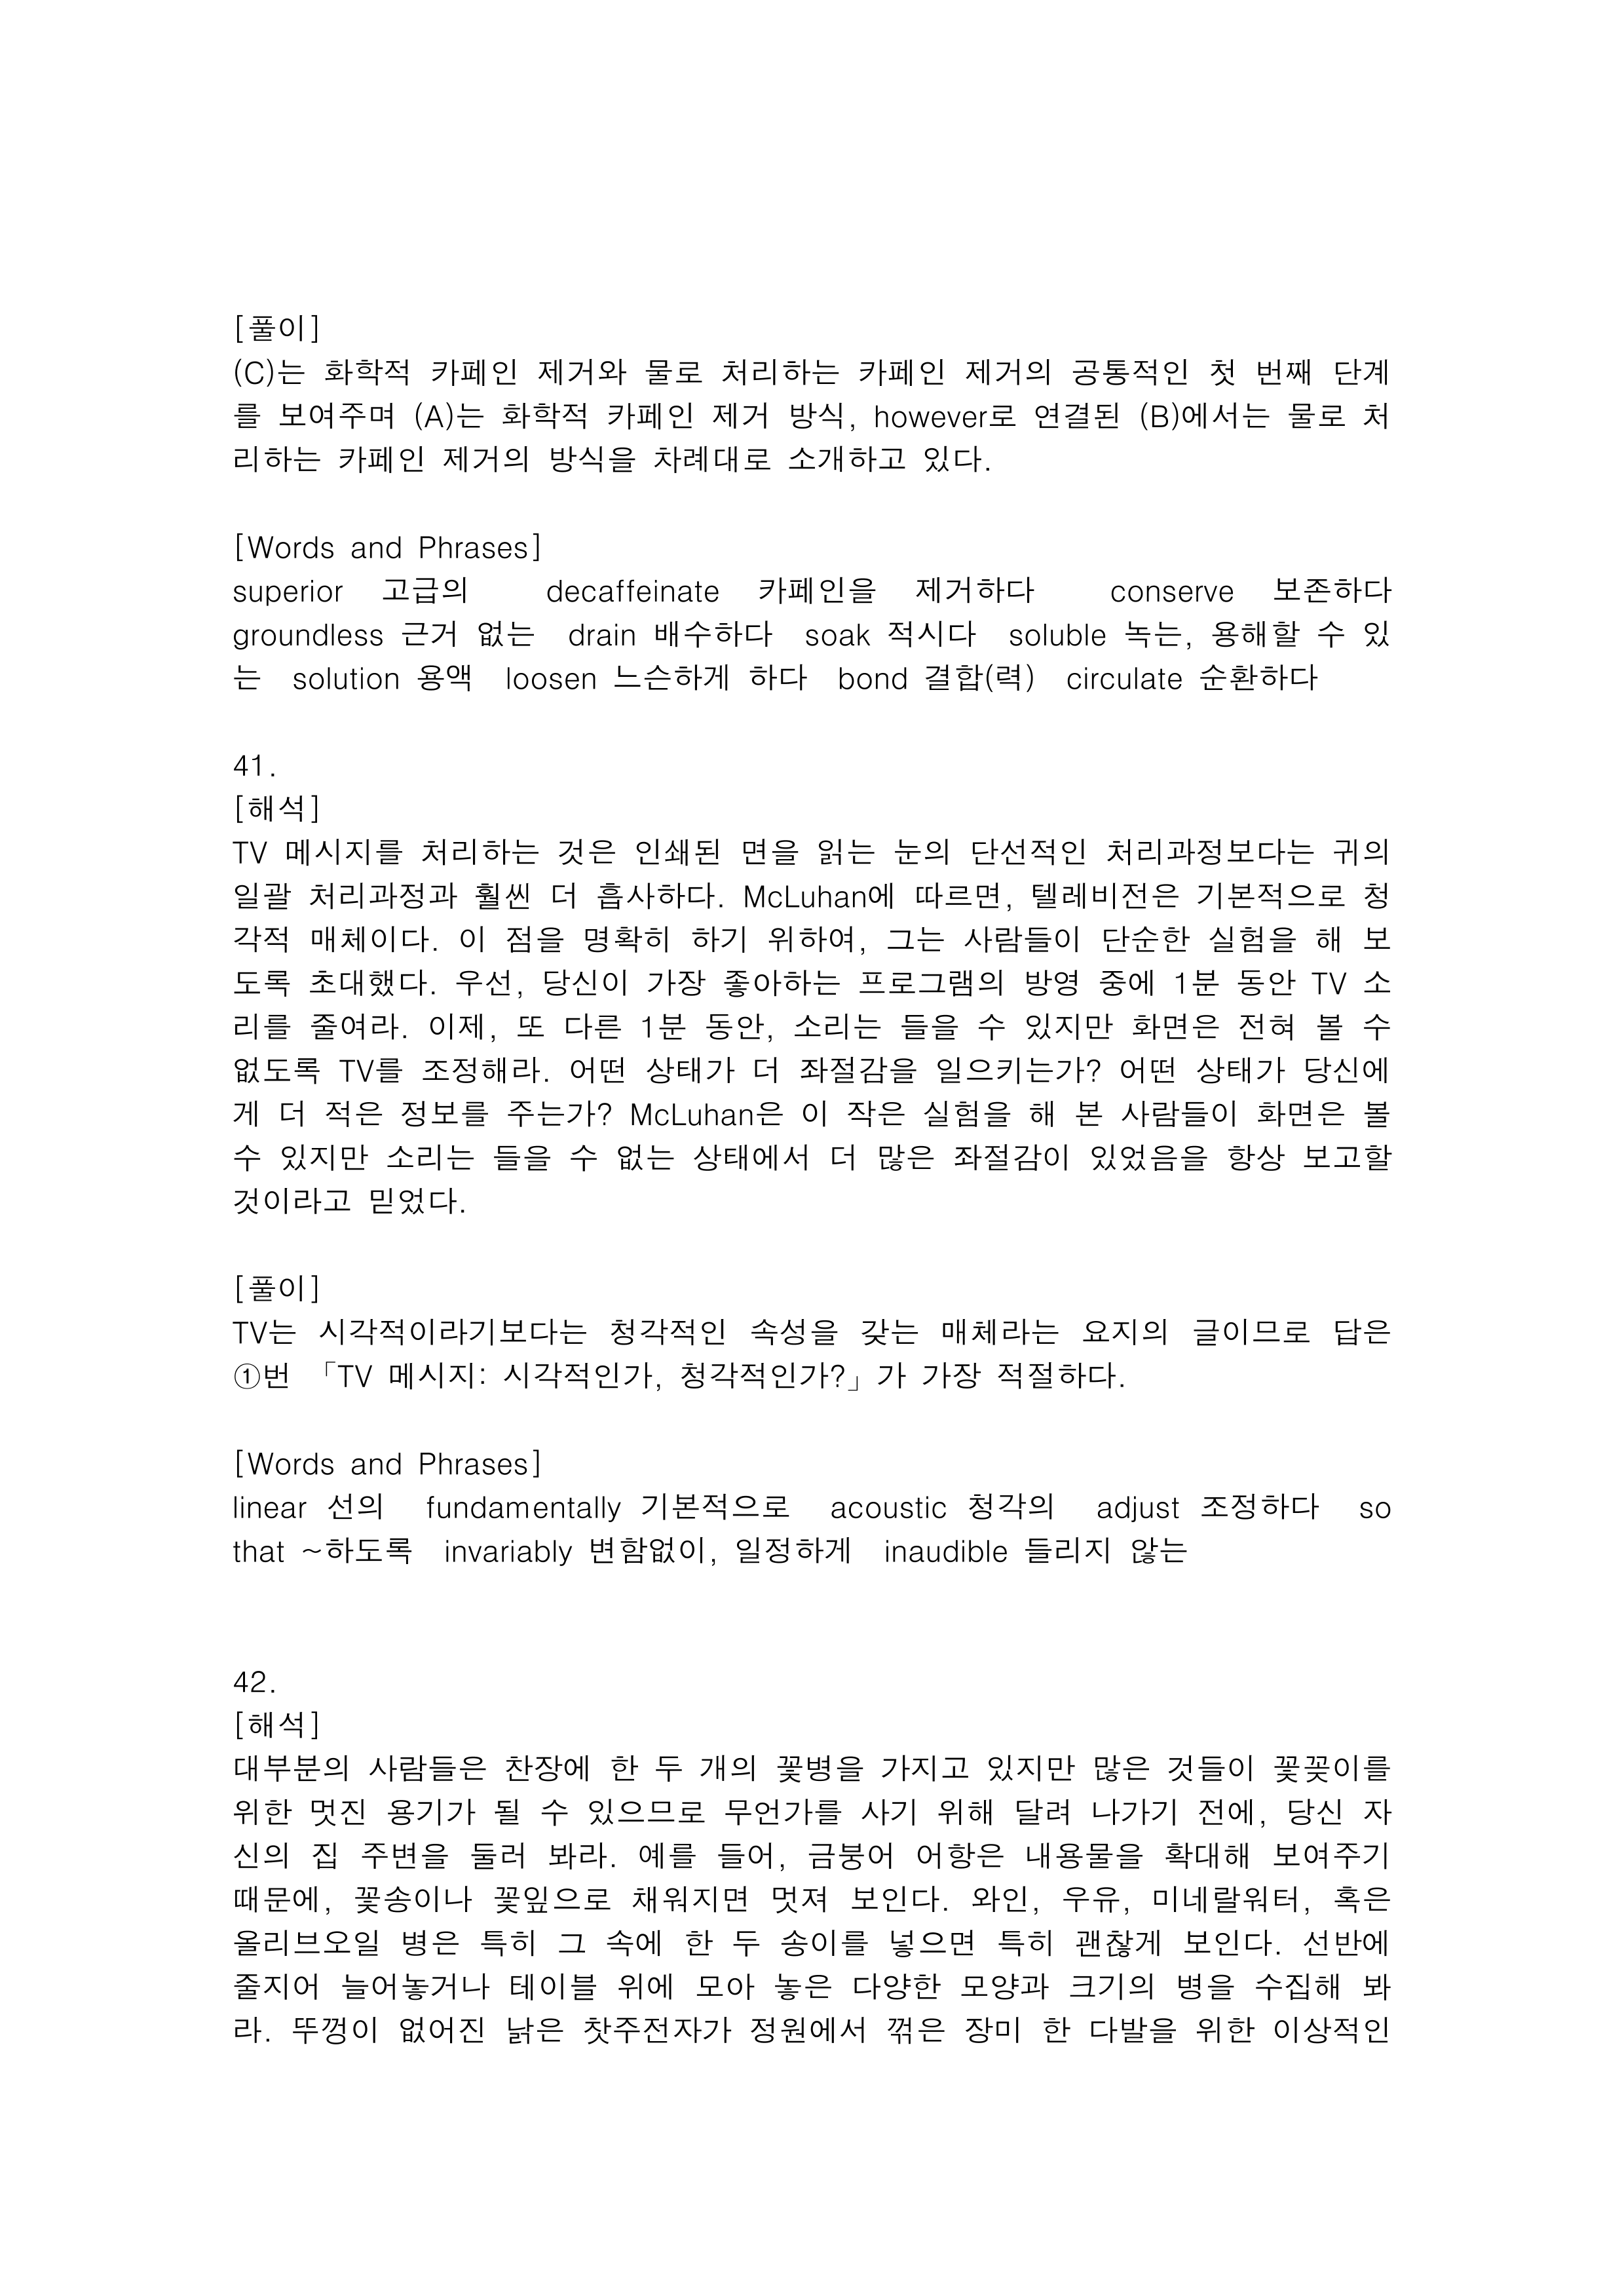 [풀이]
(C)는 화학적 카페인 제거와 물로 처리하는 카페인 제거의 공통적인 첫 번째 단계
를 보여주며 (A)는 화학적 카페인 제거 방식, however로 연결된 (B)에서는 물로 처
리하는 카페인 제거의 방식을 차례대로 소개하고 있다.
[Words and Phrases]
superior 고급의 decaffeinate 카페인을 제거하다 conserve 보존하다
groundless 근거 없는 drain 배수하다 soak 적시다 soluble 녹는, 용해할 수 있
는 solution 용액 loosen 느슨하게 하다 bond 결합(력) circulate 순환하다
41.
[해석]
TV 메시지를 처리하는 것은 인쇄된 면을 읽는 눈의 단선적인 처리과정보다는 귀의
일괄 처리과정과 훨씬 더 흡사하다. McLuhan에 따르면, 텔레비전은 기본적으로 청
각적 매체이다. 이 점을 명확히 하기 위하여, 그는 사람들이 단순한 실험을 해 보
도록 초대했다. 우선, 당신이 가장 좋아하는 프로그램의 방영 중에 1분 동안 TV 소
리를 줄여라. 이제, 또 다른 1분 동안, 소리는 들을 수 있지만 화면은 전혀 볼 수
없도록 TV를 조정해라. 어떤 상태가 더 좌절감을 일으키는가? 어떤 상태가 당신에
게 더 적은 정보를 주는가? McLuhan은 이 작은 실험을 해 본 사람들이 화면은 볼
수 있지만 소리는 들을 수 없는 상태에서 더 많은 좌절감이 있었음을 항상 보고할
것이라고 믿었다.
[풀이]
TV는 시각적이라기보다는 청각적인 속성을 갖는 매체라는 요지의 글이므로 답은
①번 「TV 메시지: 시각적인가, 청각적인가?」가 가장 적절하다.
[Words and Phrases]
linear 선의 fundamentally 기본적으로 acoustic 청각의 adjust 조정하다 so
that ~하도록 invariably 변함없이, 일정하게 inaudible 들리지 않는
42.
[해석]
대부분의 사람들은 찬장에 한 두 개의 꽃병을 가지고 있지만 많은 것들이 꽃꽂이를
위한 멋진 용기가 될 수 있으므로 무언가를 사기 위해 달려 나가기 전에, 당신 자
신의 집 주변을 둘러 봐라. 예를 들어, 금붕어 어항은 내용물을 확대해 보여주기
때문에, 꽃송이나 꽃잎으로 채워지면 멋져 보인다. 와인, 우유, 미네랄워터, 혹은
올리브오일 병은 특히 그 속에 한 두 송이를 넣으면 특히 괜찮게 보인다. 선반에
줄지어 늘어놓거나 테이블 위에 모아 놓은 다양한 모양과 크기의 병을 수집해 봐
라. 뚜껑이 없어진 낡은 찻주전자가 정원에서 꺾은 장미 한 다발을 위한 이상적인